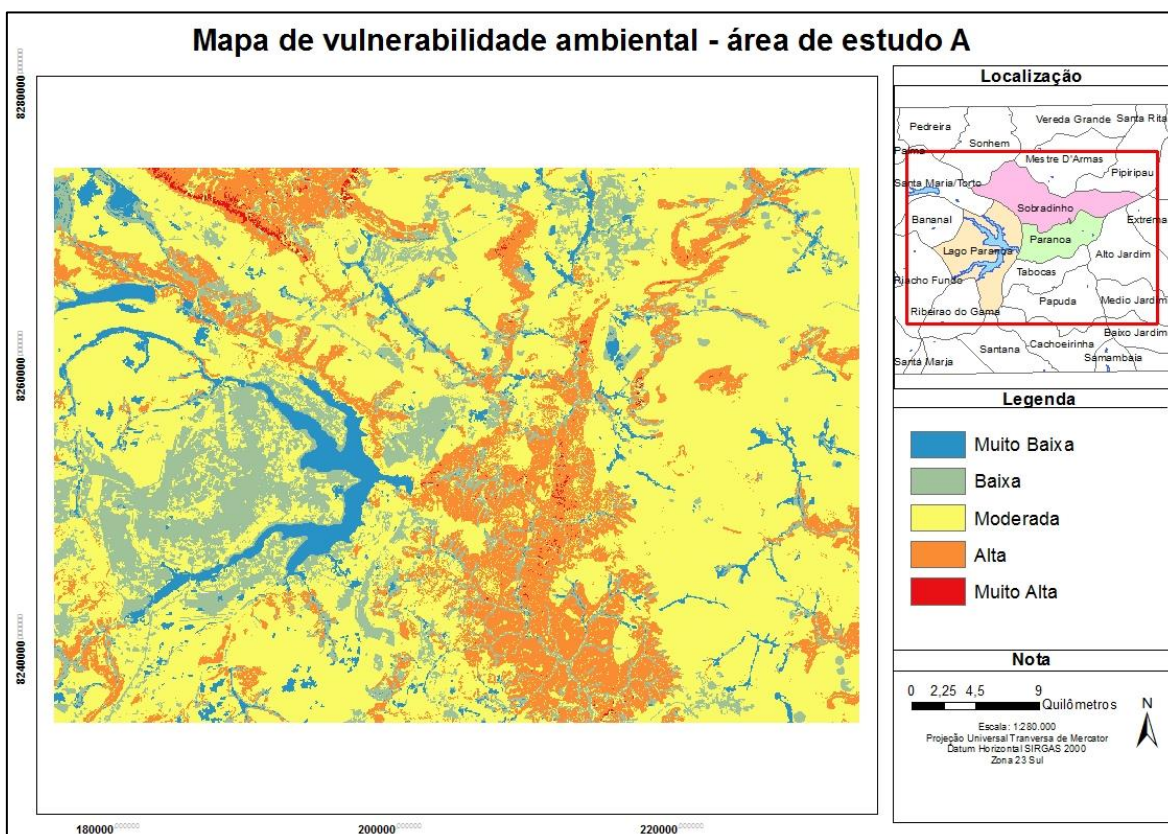 Mapa de vulnerabilidade ambiental - área de estudo A
8280000
8260000
8240000
180000
200000
220000
Localização
Pedreira
Sonhem
Vereda Grande
Santa Rita
Palma
Mestre D'Armas
Pipiripau
Santa Maria/Torto
Sobradinho
Bananal
Extrema
Paranoa
Lago Paranoá
Alto Jardim
Tabocas
Riacho Fundo
Papuda
Medio Jardim
Ribeirao do Gama
Baixo Jardim
Cachoeirinha
Santana
Samambaia
Santa Maria
Legenda
Muito Baixa
Baixa
Moderada
Alta
Muito Alta
Nota
0 2,25 4,5 9
Quilômetros
N
Escala: 1:280.000
Projeção Universal Tranversa de Mercator
Datum Horizontal SIRGAS 2000
Zona 23 Sul